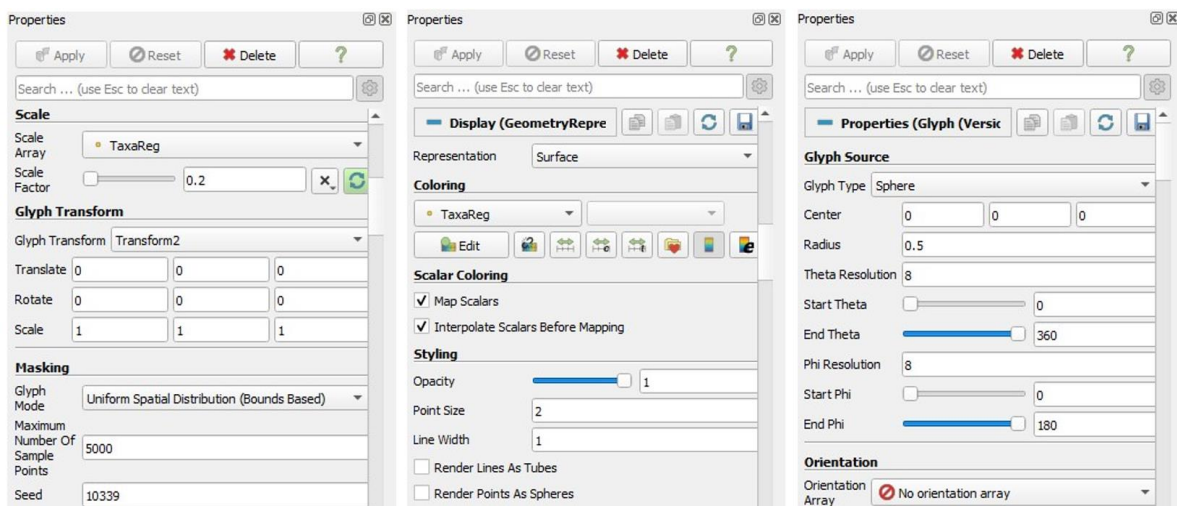 Properties
Apply Reset Delete ?
Search ... (use Esc to clear text)
Scale
Scale Array TaxaReg
Scale Factor 0.2
Glyph Transform
Glyph Transform Transform2
Translate 0 0 0
Rotate 0 0 0
Scale 1 1 1
Masking
Glyph Mode Uniform Spatial Distribution (Bounds Based)
Maximum Number Of Sample Points 5000
Seed 10339
Properties
Apply Reset Delete ?
Search ... (use Esc to clear text)
Display (GeometryRepre
Representation Surface
Coloring
TaxaReg
Edit
Scalar Coloring
Map Scalars
Interpolate Scalars Before Mapping
Styling
Opacity 1
Point Size 2
Line Width 1
Render Lines As Tubes
Render Points As Spheres
Properties
Apply Reset Delete ?
Search ... (use Esc to clear text)
Properties (Glyph (Versic
Glyph Source
Glyph Type Sphere
Center 0 0 0
Radius 0.5
Theta Resolution 8
Start Theta 0
End Theta 360
Phi Resolution 8
Start Phi 0
End Phi 180
Orientation
Orientation Array No orientation array